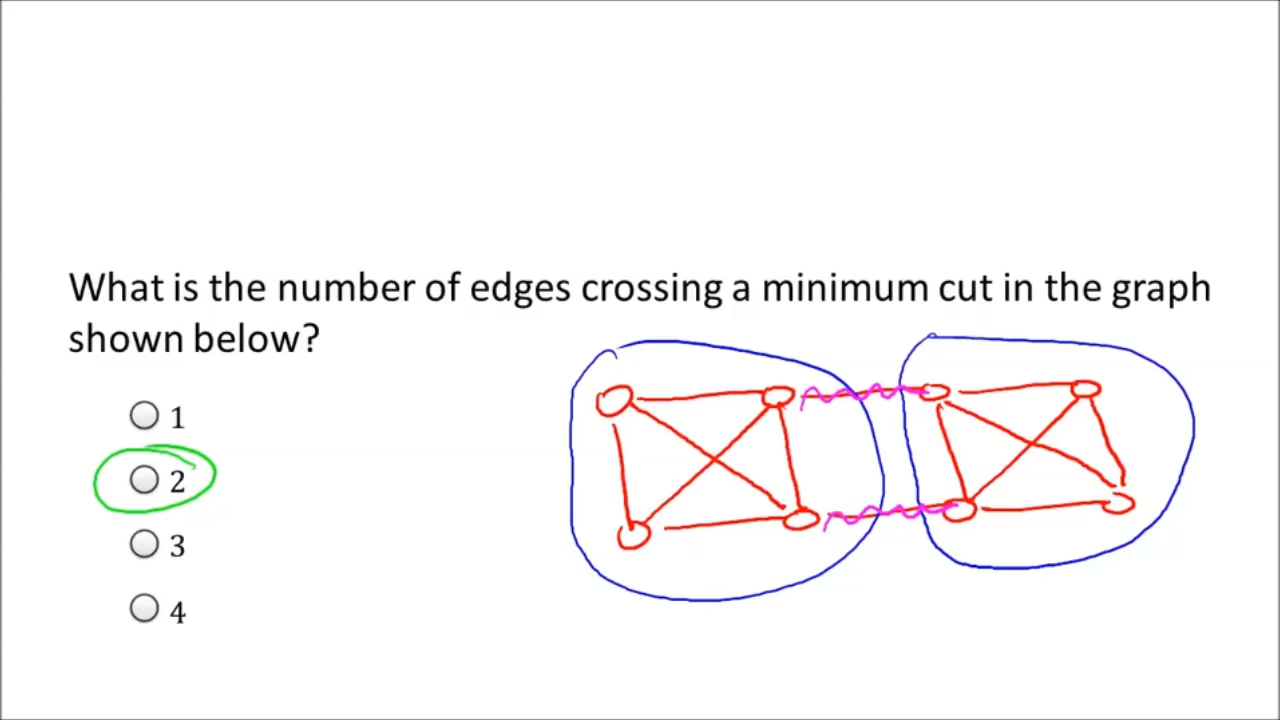 What is the number of edges crossing a minimum cut in the graph
shown below?
1
2
3
4